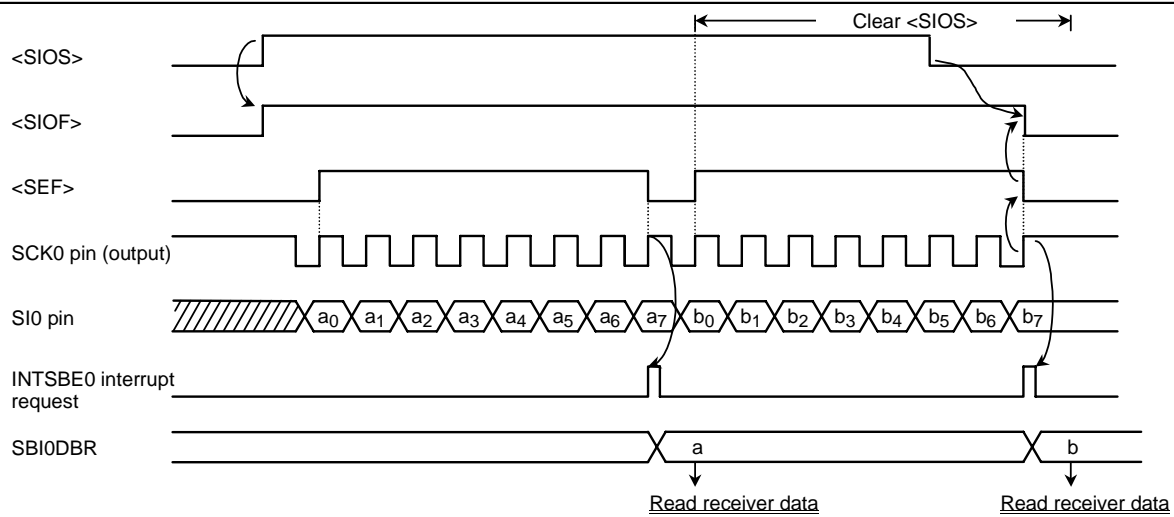 Clear <SIOS>
<SIOS>
<SIOF>
<SEF>
SCK0 pin (output)
SI0 pin
a0 a1 a2 a3 a4 a5 a6 a7 b0 b1 b2 b3 b4 b5 b6 b7
INTSBE0 interrupt
request
SBI0DBR
a b
Read receiver data Read receiver data